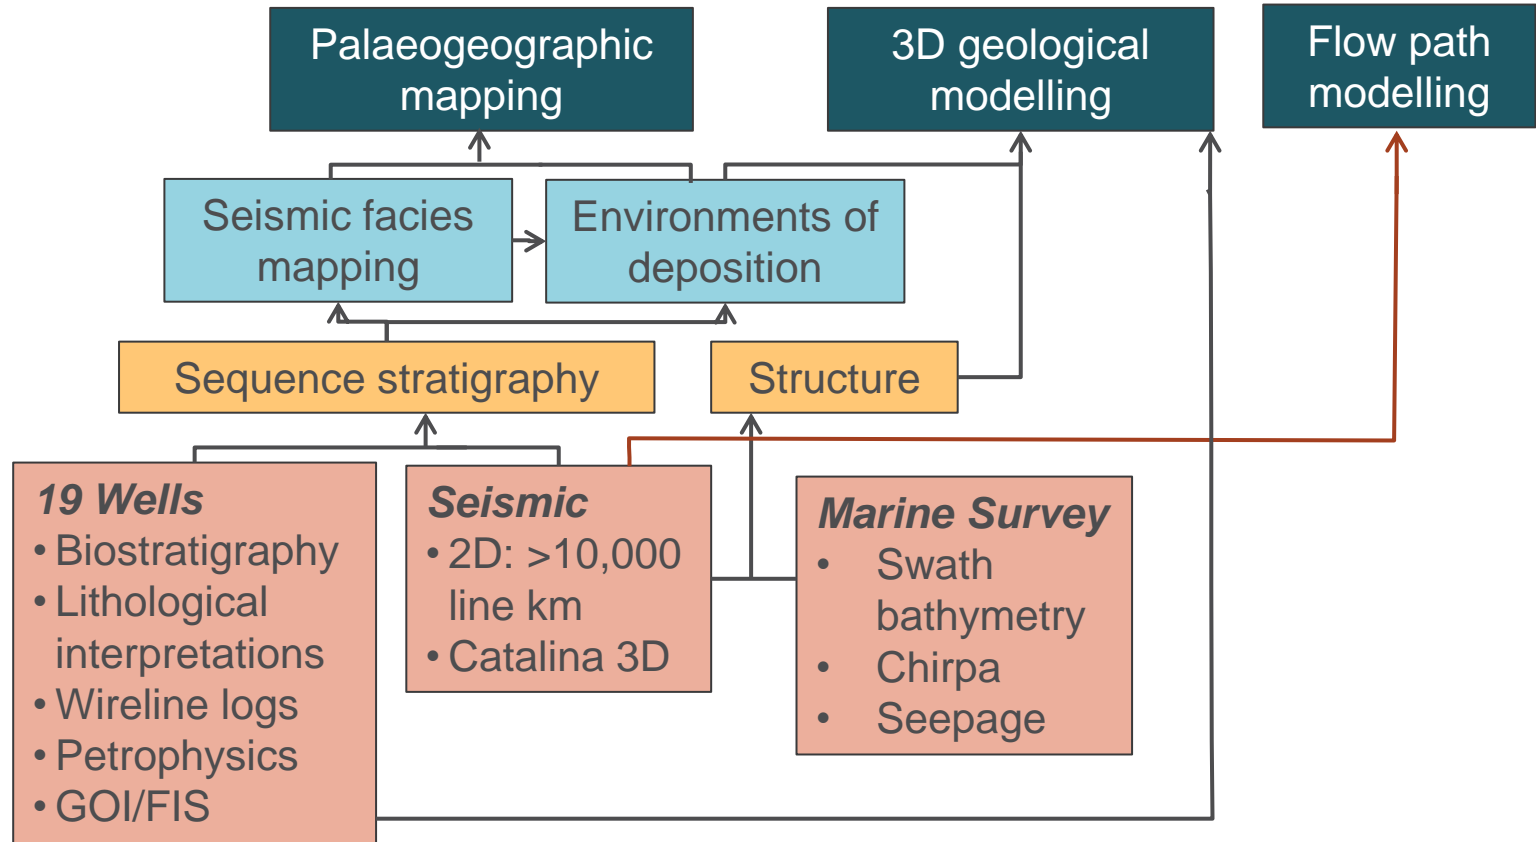 Palaeogeographic
mapping
3D geological
modelling
Flow path
modelling
Seismic facies
mapping
Environments of
deposition
Sequence stratigraphy
Structure
19 Wells
• Biostratigraphy
• Lithological
interpretations
• Wireline logs
• Petrophysics
• GOI/FIS
Seismic
• 2D: >10,000
line km
• Catalina 3D
Marine Survey
• Swath
bathymetry
• Chirpa
• Seepage